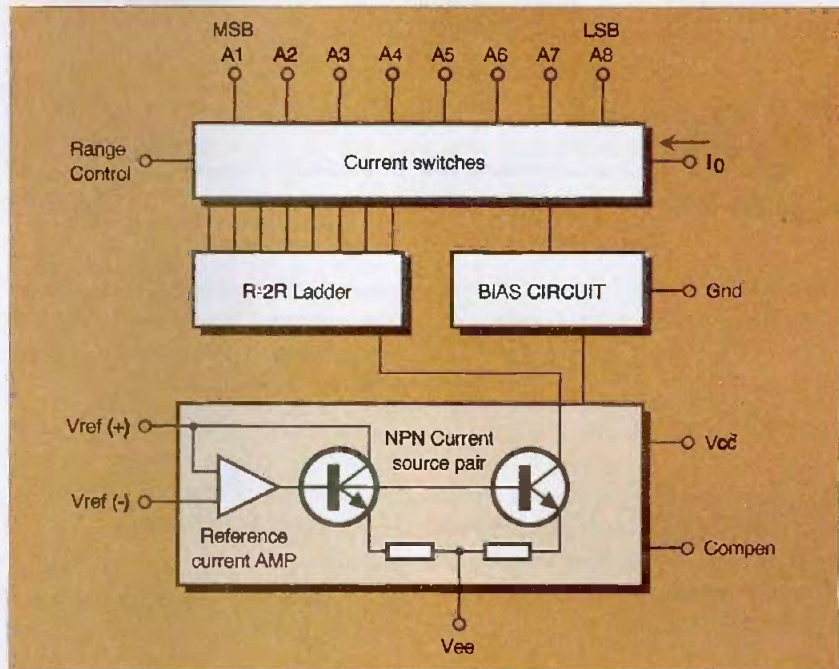 MSB LSB
A1 A2 A3 A4 A5 A6 A7 A8
Range
Control
Current switches
I0
R-2R Ladder
BIAS CIRCUIT
Gnd
Vref (+)
NPN Current
source pair
Vcc
Vref (-)
Reference
current AMP
Compen
Vee